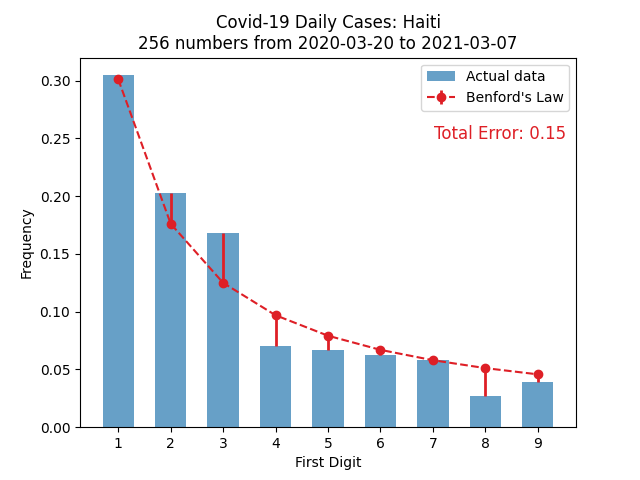 Covid-19 Daily Cases: Haiti
256 numbers from 2020-03-20 to 2021-03-07
Actual data
Benford's Law
Total Error: 0.15
Frequency
0.30
0.25
0.20
0.15
0.10
0.05
0.00
1 2 3 4 5 6 7 8 9
First Digit